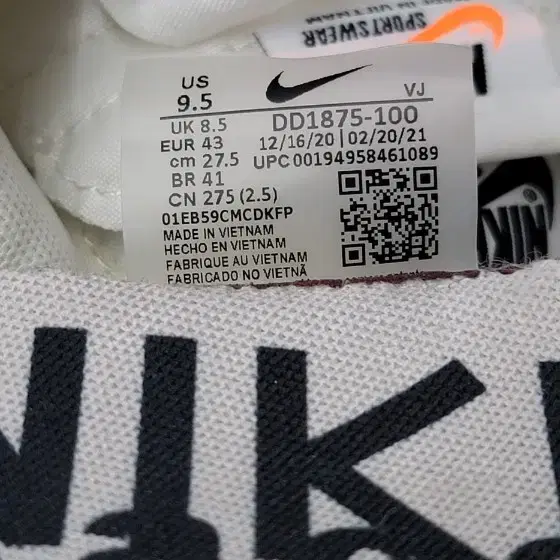 SPORTSWEAR
US
9.5
VJ
UK 8.5
DD1875-100
EUR 43
12/16/20 | 02/20/21
cm 27.5
UPC 00194958461089
BR 41
CN 275 (2.5)
01EB59CMCDKFP
MADE IN VIETNAM
HECHO EN VIETNAM
FABRIQUE AU VIETNAM
FABRICADO NO VIETNÃ
NIKE
NIK